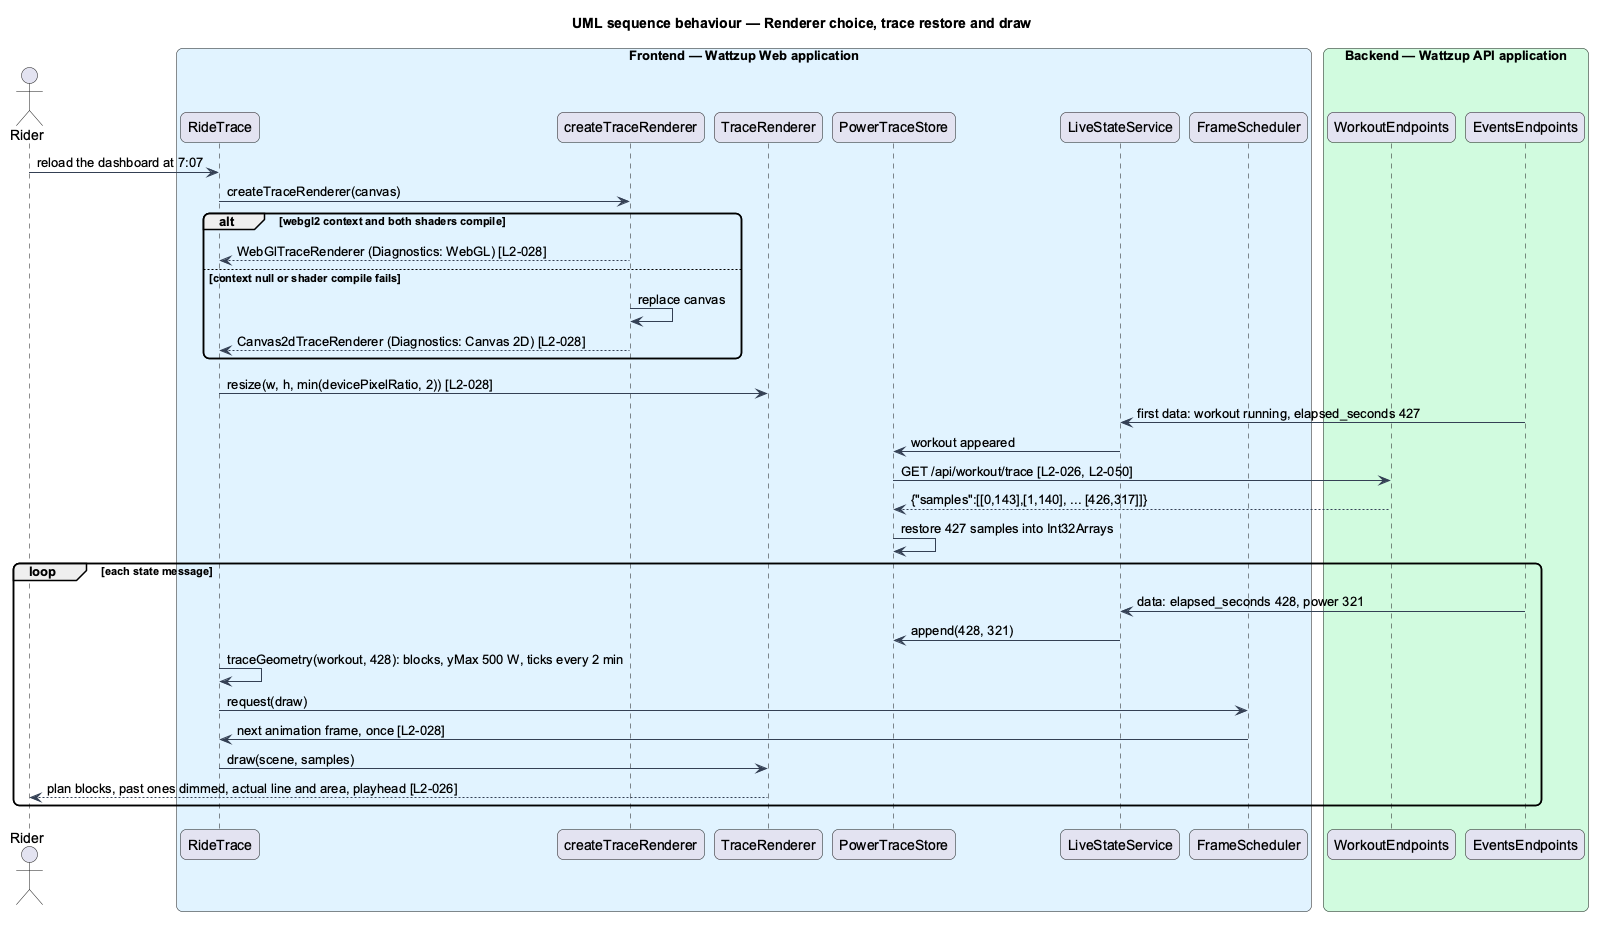 UML sequence behaviour — Renderer choice, trace restore and draw
Frontend — Wattzup Web application
Backend — Wattzup API application
Rider
RideTrace
createTraceRenderer
TraceRenderer
PowerTraceStore
LiveStateService
FrameScheduler
WorkoutEndpoints
EventsEndpoints
reload the dashboard at 7:07
createTraceRenderer(canvas)
alt
[webgl2 context and both shaders compile]
WebGlTraceRenderer (Diagnostics: WebGL) [L2-028]
[context null or shader compile fails]
replace canvas
Canvas2dTraceRenderer (Diagnostics: Canvas 2D) [L2-028]
resize(w, h, min(devicePixelRatio, 2)) [L2-028]
first data: workout running, elapsed_seconds 427
workout appeared
GET /api/workout/trace [L2-026, L2-050]
{"samples":[[0,143],[1,140], ... [426,317]]}
restore 427 samples into Int32Arrays
loop
[each state message]
data: elapsed_seconds 428, power 321
append(428, 321)
traceGeometry(workout, 428): blocks, yMax 500 W, ticks every 2 min
request(draw)
next animation frame, once [L2-028]
draw(scene, samples)
plan blocks, past ones dimmed, actual line and area, playhead [L2-026]
Rider
RideTrace
createTraceRenderer
TraceRenderer
PowerTraceStore
LiveStateService
FrameScheduler
WorkoutEndpoints
EventsEndpoints